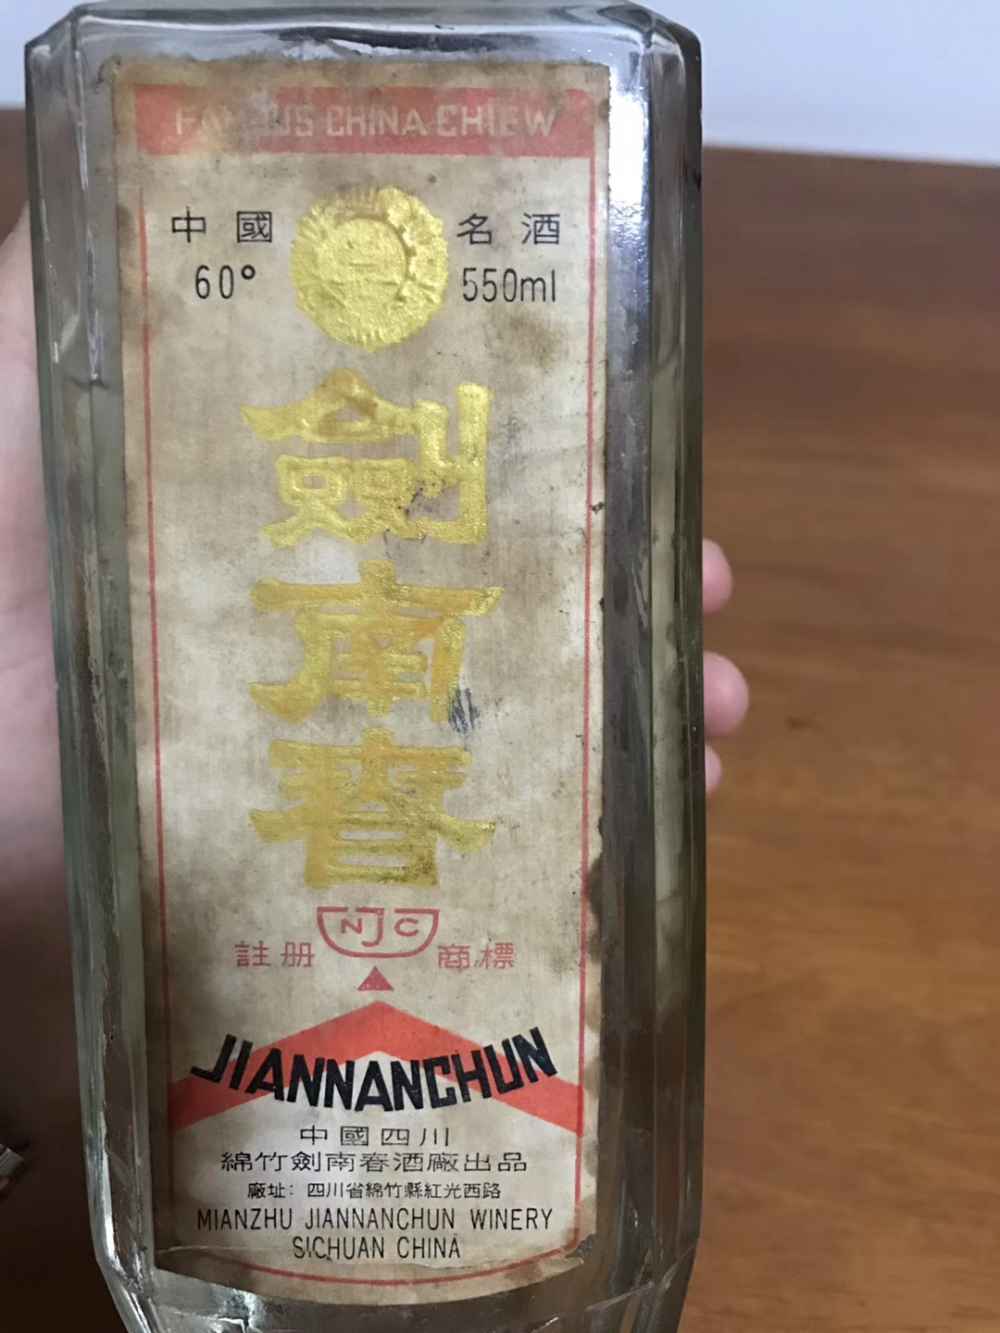 FAMOUS CHINA CHIEW
中國 名酒
60° 550ml
劍南春
NJC
註册 商標
JIANNANCHUN
中國四川
綿竹劍南春酒廠出品
廠址：四川省綿竹縣紅光西路
MIANZHU JIANNANCHUN WINERY
SICHUAN CHINA